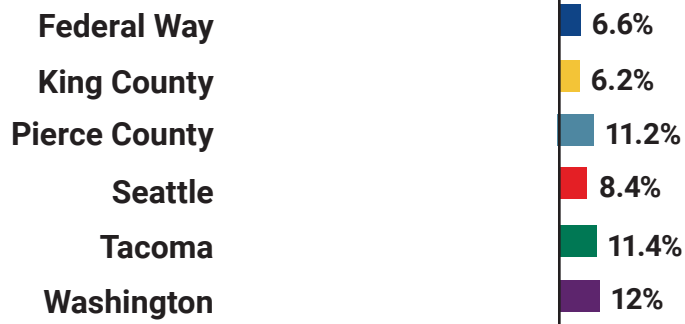 Federal Way 6.6%
King County 6.2%
Pierce County 11.2%
Seattle 8.4%
Tacoma 11.4%
Washington 12%